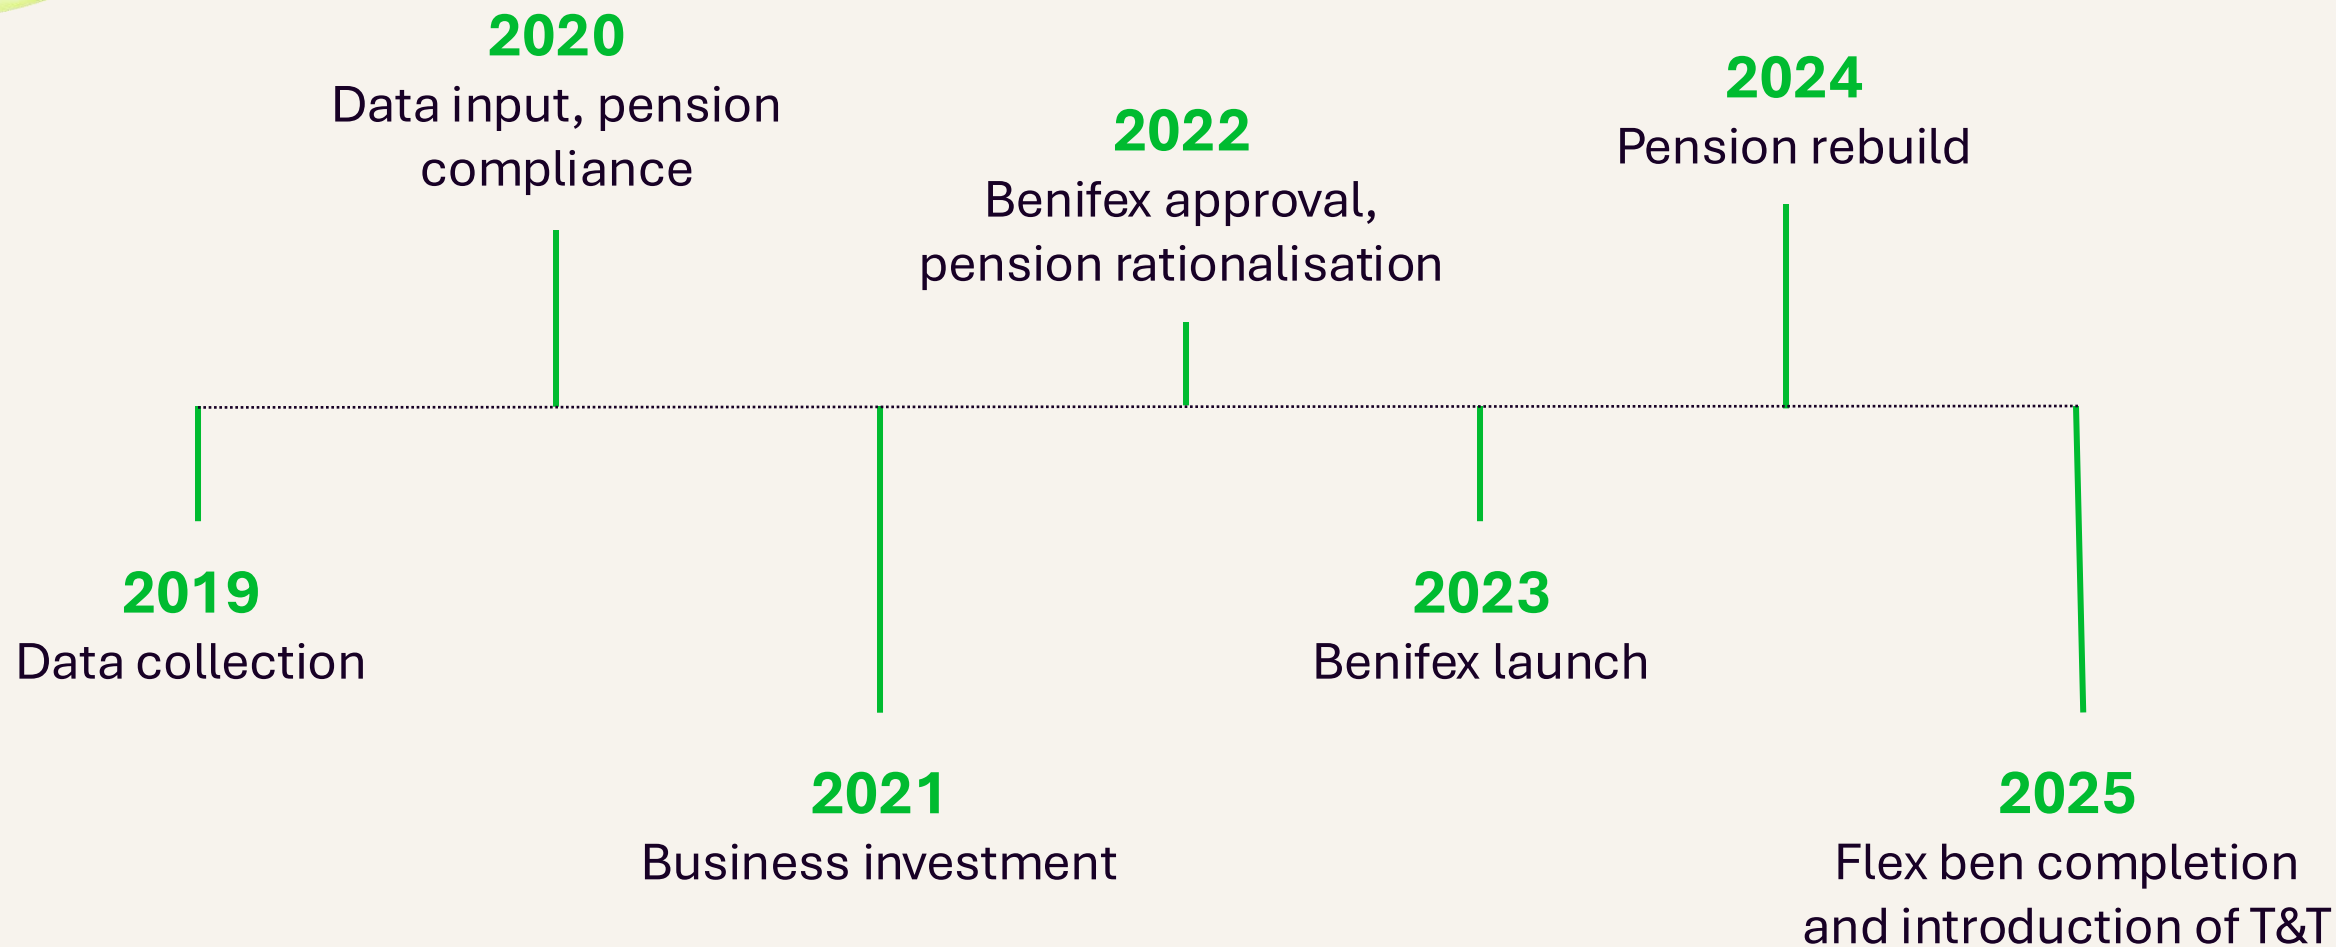 2019
Data collection
2020
Data input, pension
compliance
2021
Business investment
2022
Benifex approval,
pension rationalisation
2023
Benifex launch
2024
Pension rebuild
2025
Flex ben completion
and introduction of T&T